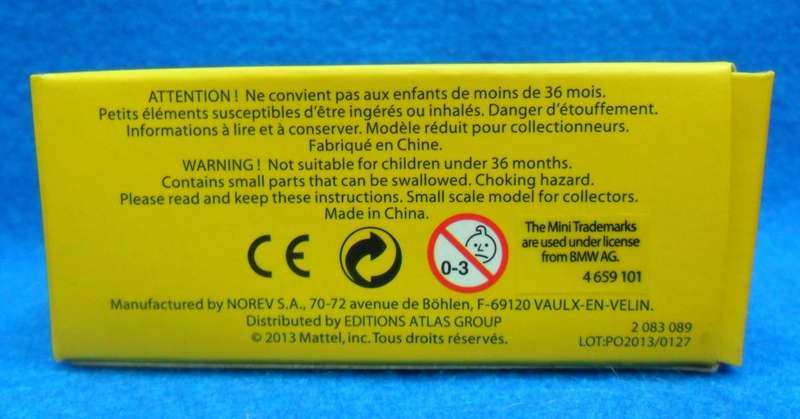 ATTENTION ! Ne convient pas aux enfants de moins de 36 mois.
Petits éléments susceptibles d'être ingérés ou inhalés. Danger d'étouffement.
Informations à lire et à conserver. Modèle réduit pour collectionneurs.
Fabriqué en Chine.
WARNING ! Not suitable for children under 36 months.
Contains small parts that can be swallowed. Choking hazard.
Please read and keep these instructions. Small scale model for collectors.
Made in China.
CE
0-3
The Mini Trademarks
are used under license
from BMW AG.
4 659 101
Manufactured by NOREV S.A., 70-72 avenue de Böhlen, F-69120 VAULX-EN-VELIN.
Distributed by EDITIONS ATLAS GROUP
© 2013 Mattel, inc. Tous droits réservés.
2 083 089
LOT:PO2013/0127